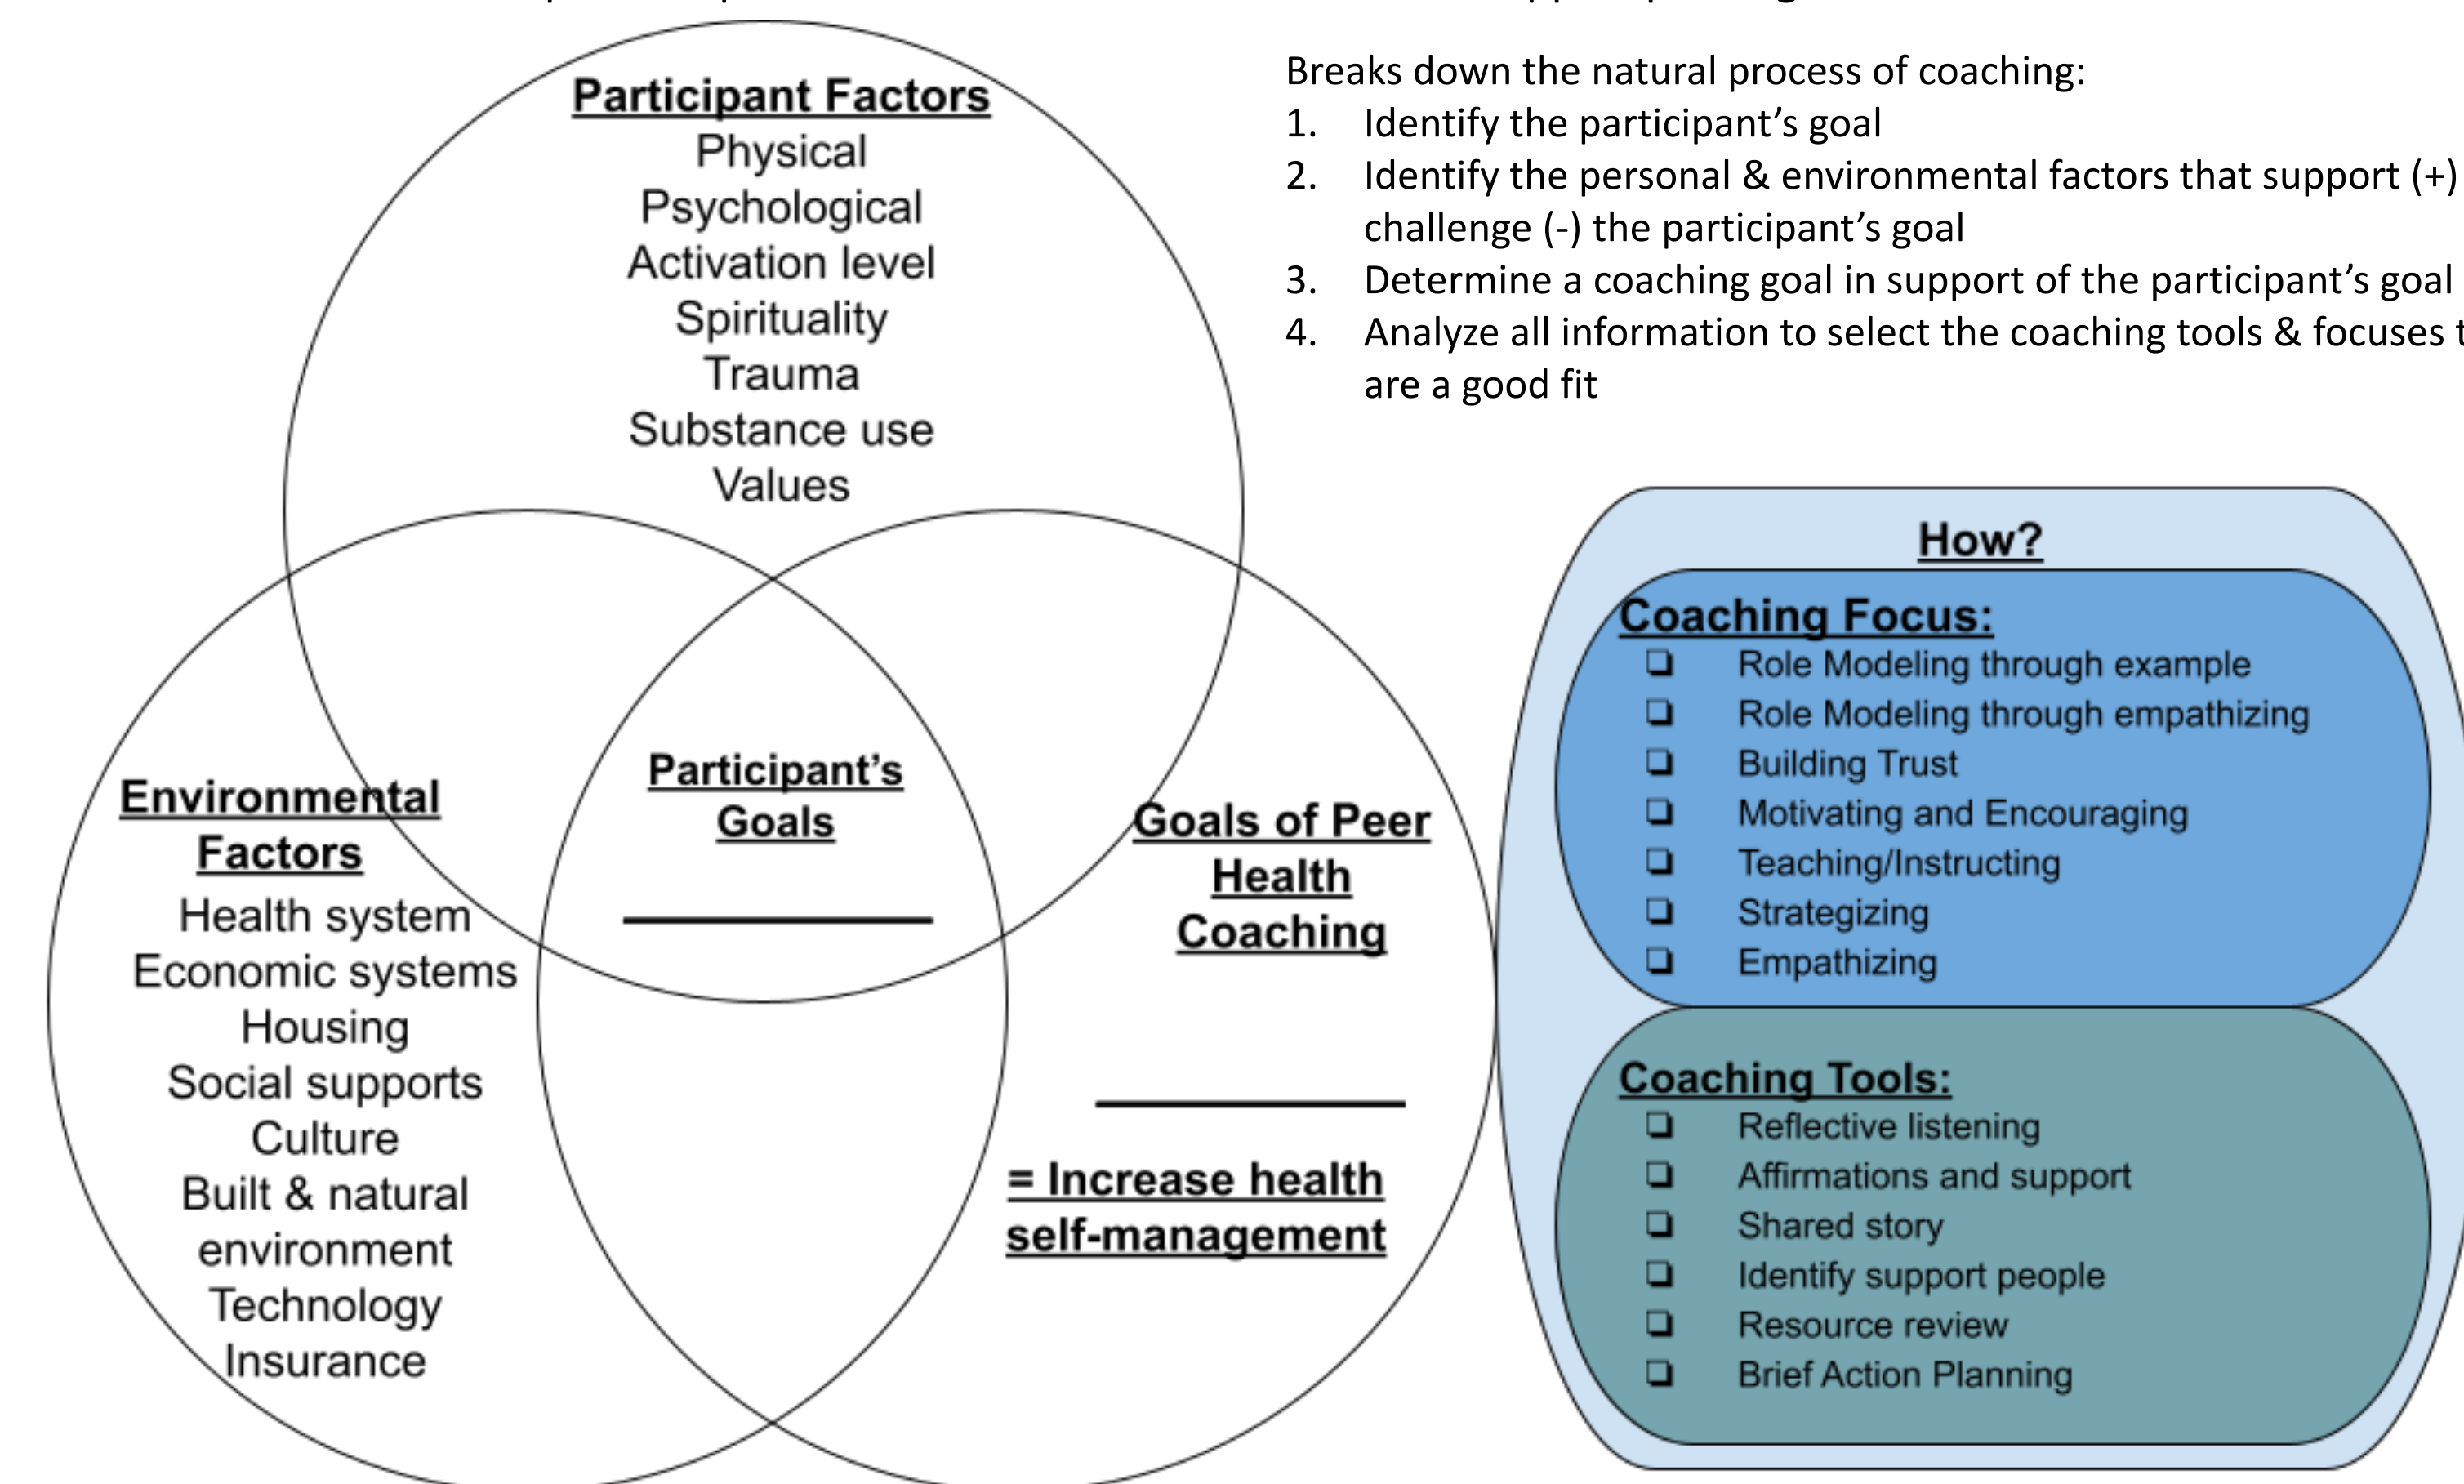 Breaks down the natural process of coaching:
1. Identify the participant's goal
2. Identify the personal & environmental factors that support (+)
challenge (-) the participant's goal
3. Determine a coaching goal in support of the participant's goal
4. Analyze all information to select the coaching tools & focuses
are a good fit
Participant Factors
Physical
Psychological
Activation level
Spirituality
Trauma
Substance use
Values
Environmental
Factors
Health system
Economic systems
Housing
Social supports
Culture
Built & natural
environment
Technology
Insurance
Participant's
Goals
Goals of Peer
Health
Coaching
= Increase health
self-management
How?
Coaching Focus:
❏ Role Modeling through example
❏ Role Modeling through empathizing
❏ Building Trust
❏ Motivating and Encouraging
❏ Teaching/Instructing
❏ Strategizing
❏ Empathizing
Coaching Tools:
❏ Reflective listening
❏ Affirmations and support
❏ Shared story
❏ Identify support people
❏ Resource review
❏ Brief Action Planning